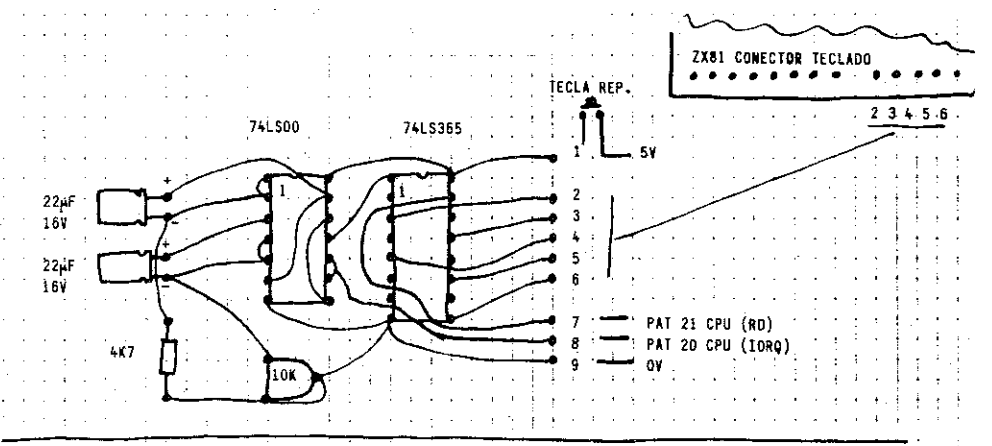 ZX81 CONECTOR TECLADO
TECLA REP.
2 3 4 5 6
74LS00
74LS365
1
5V
+
1
1
22µF
16V
-
2
3
+
4
22µF
16V
-
5
6
7
PAT 21 CPU (RD)
8
PAT 20 CPU (IORQ)
4K7
9
0V
10K